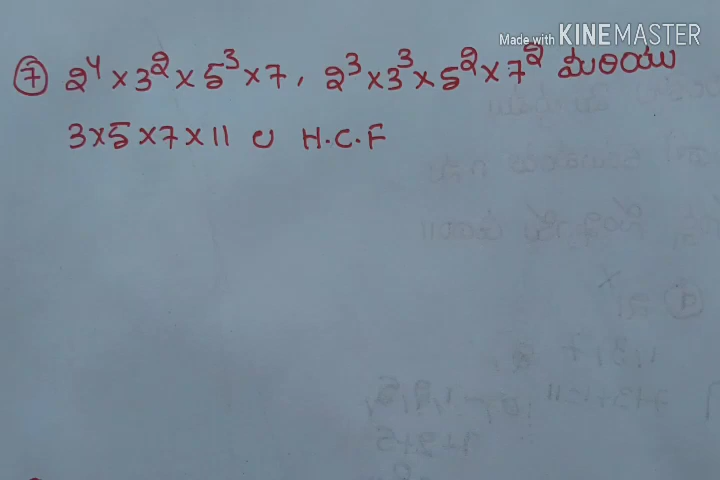 Made with KINEMASTER
⑦ 2⁴ × 3² × 5³ × 7, 2³ × 3³ × 5² × 7² మరియు
3 × 5 × 7 × 11 ల H.C.F